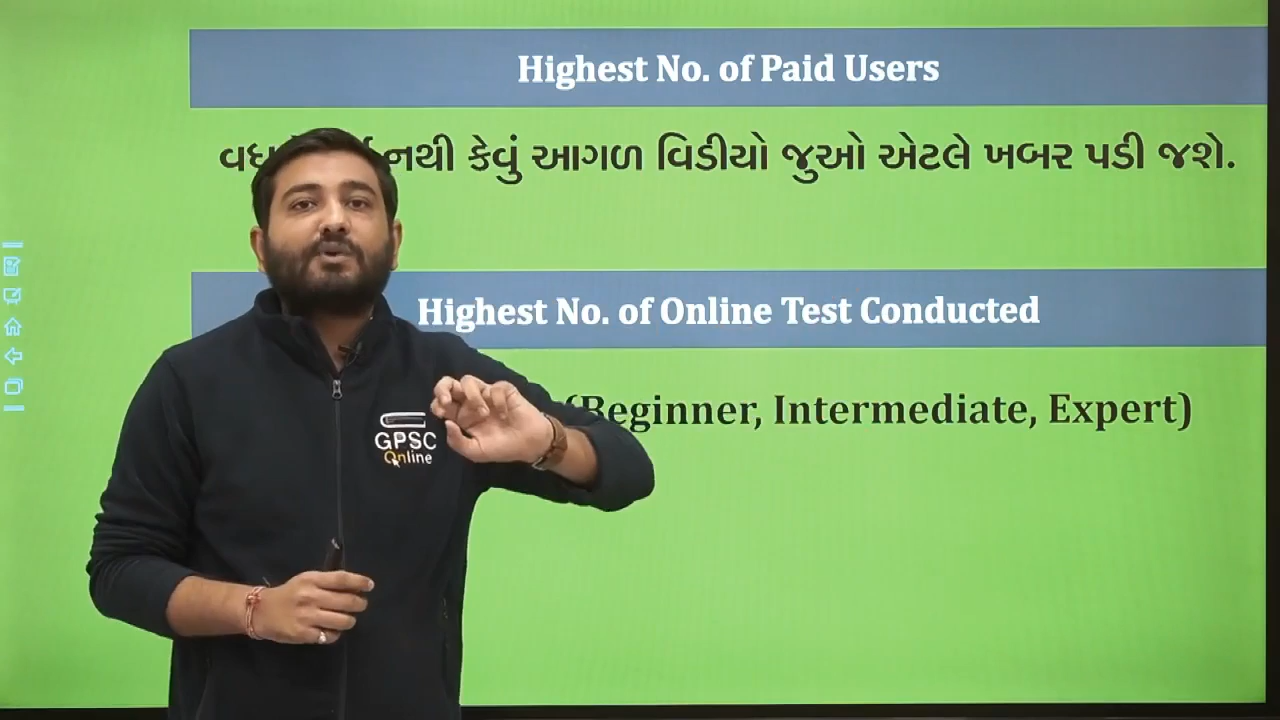 Highest No. of Paid Users
નથી કેવું આગળ વિડીયો જુઓ એટલે ખબર પડી જશે.
Highest No. of Online Test Conducted
(Beginner, Intermediate, Expert)
GPSC
Online